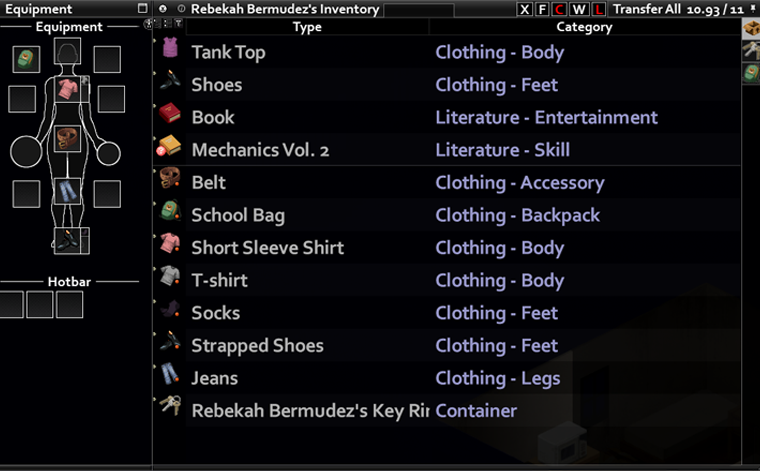 Equipment
Rebekah Bermudez's Inventory
X F C W L Transfer All 10.93 / 11
Equipment
Type Category
Tank Top Clothing - Body
Shoes Clothing - Feet
Book Literature - Entertainment
Mechanics Vol. 2 Literature - Skill
Belt Clothing - Accessory
School Bag Clothing - Backpack
Short Sleeve Shirt Clothing - Body
T-shirt Clothing - Body
Socks Clothing - Feet
Strapped Shoes Clothing - Feet
Jeans Clothing - Legs
Rebekah Bermudez's Key Rin Container
Hotbar